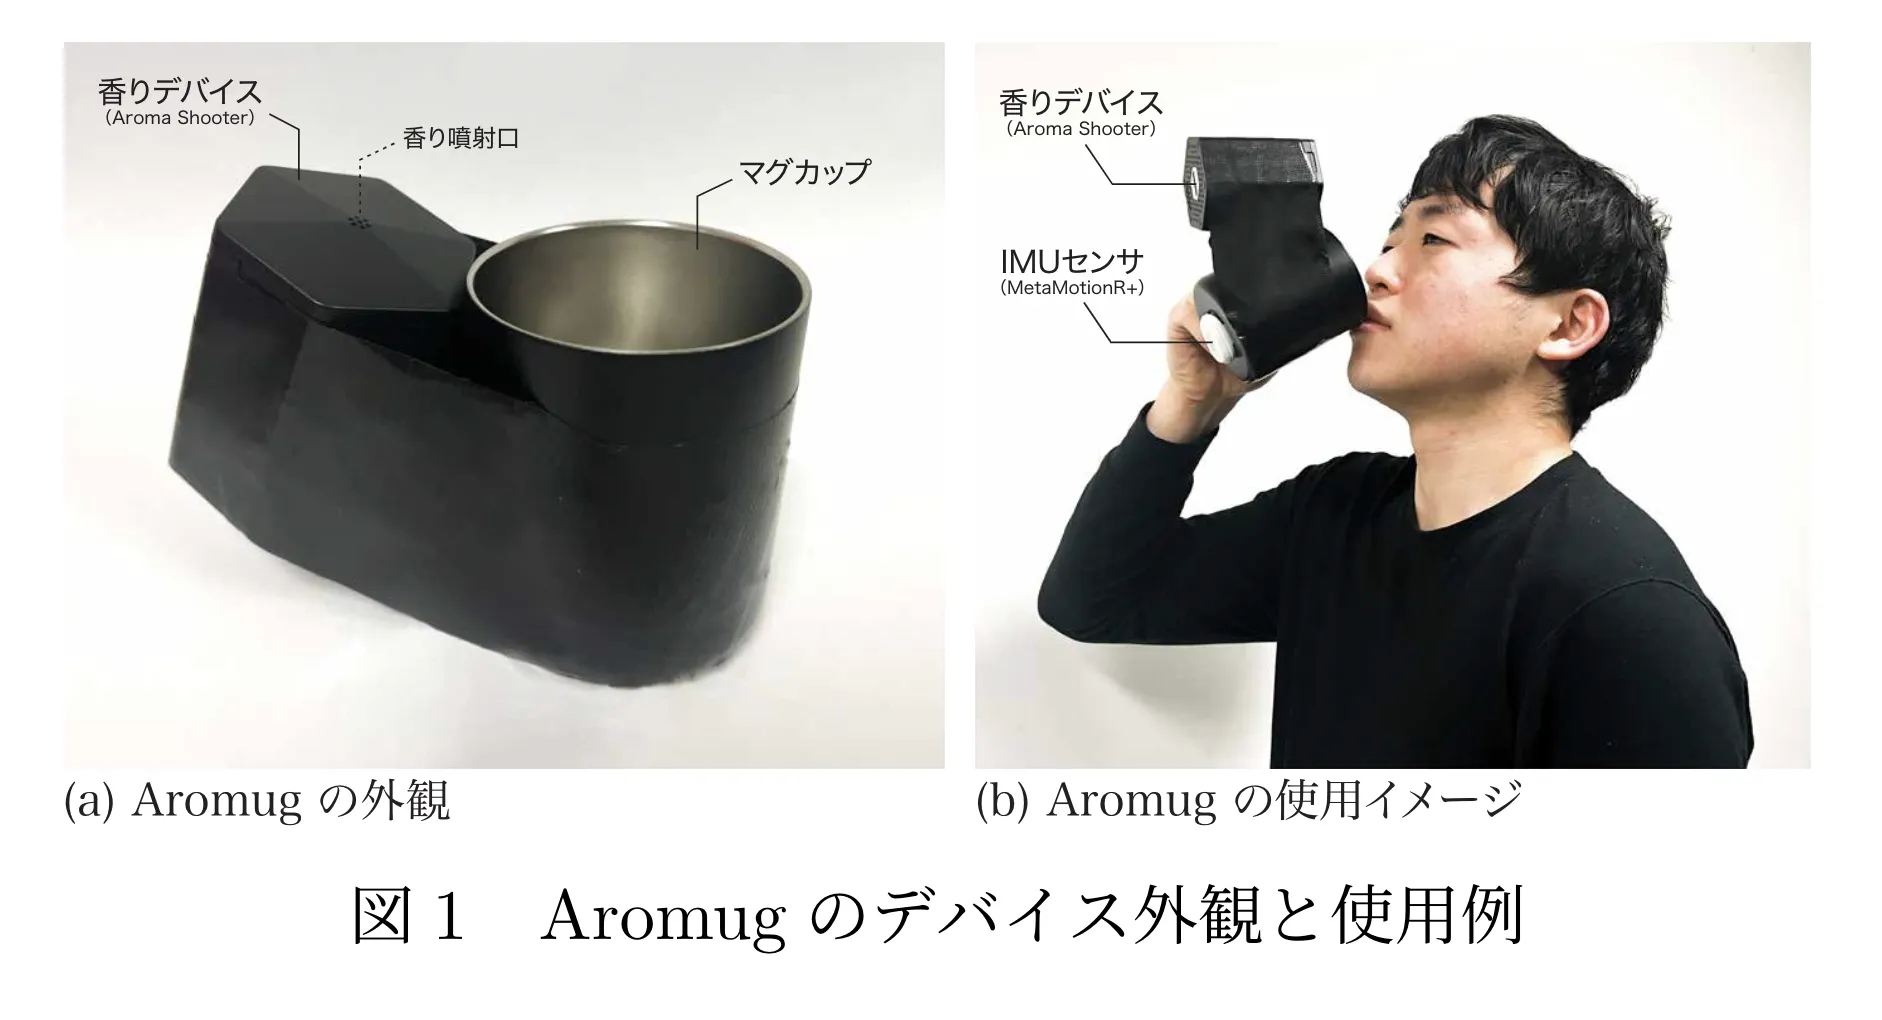 香りデバイス
（Aroma Shooter）
香り噴射口
マグカップ
香りデバイス
（Aroma Shooter）
IMUセンサ
（MetaMotionR+）
(a) Aromug の外観
(b) Aromug の使用イメージ
図 1　Aromug のデバイス外観と使用例